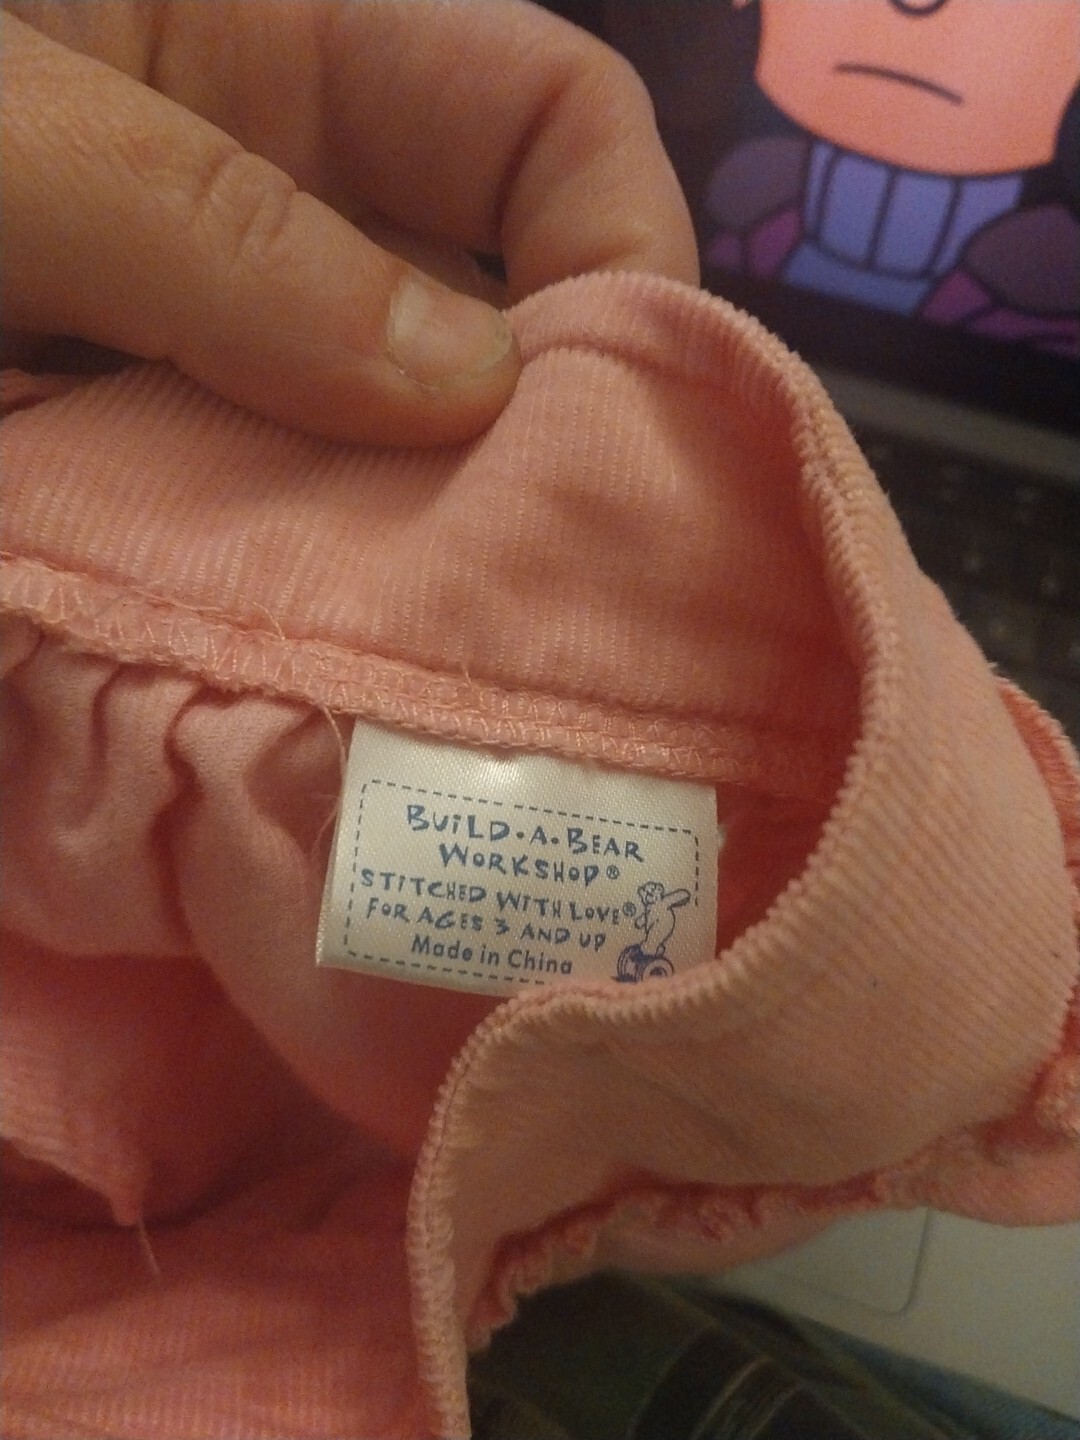 BUiLD•A•BEAR
WORKSHOP®
STITCHED WITH LOVE®
FOR AGES 3 AND UP
Made in China